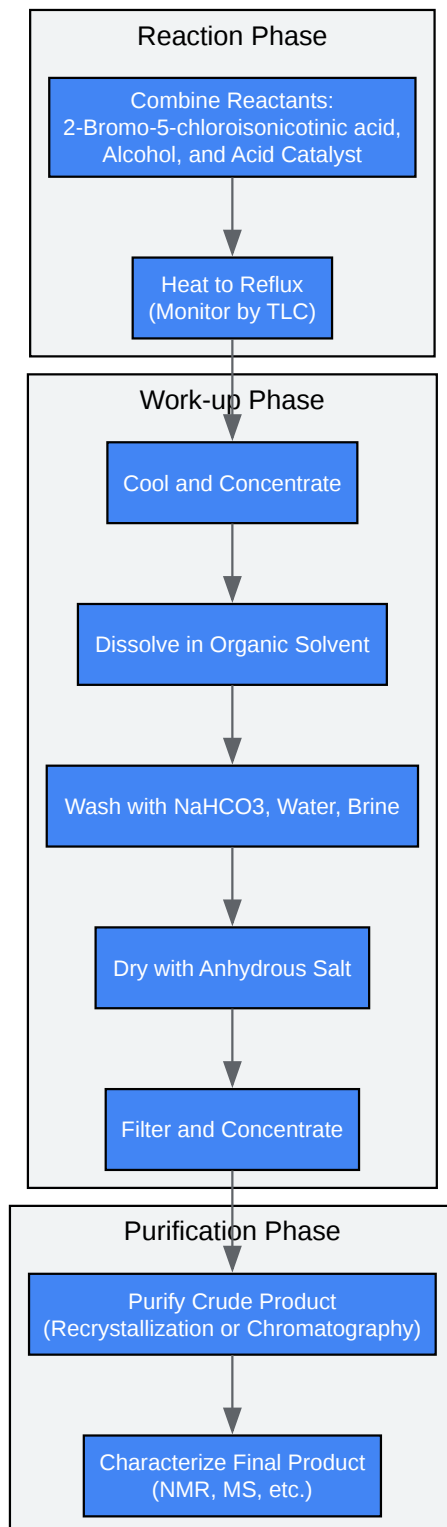 Reaction Phase
Combine Reactants:
2-Bromo-5-chloroisonicotinic acid,
Alcohol, and Acid Catalyst
Heat to Reflux
(Monitor by TLC)
Work-up Phase
Cool and Concentrate
Dissolve in Organic Solvent
Wash with NaHCO3, Water, Brine
Dry with Anhydrous Salt
Filter and Concentrate
Purification Phase
Purify Crude Product
(Recrystallization or Chromatography)
Characterize Final Product
(NMR, MS, etc.)